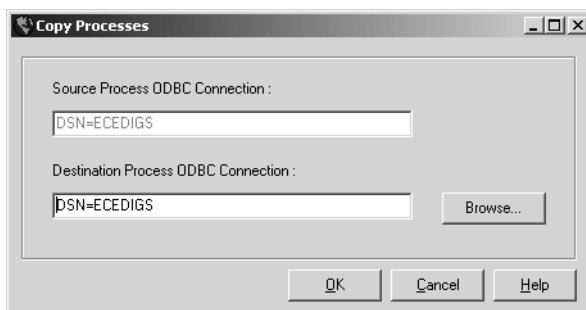 Copy Processes
Source Process ODBC Connection :
DSN=ECEDIGS
Destination Process ODBC Connection :
DSN=ECEDIGS
Browse...
OK
Cancel
Help